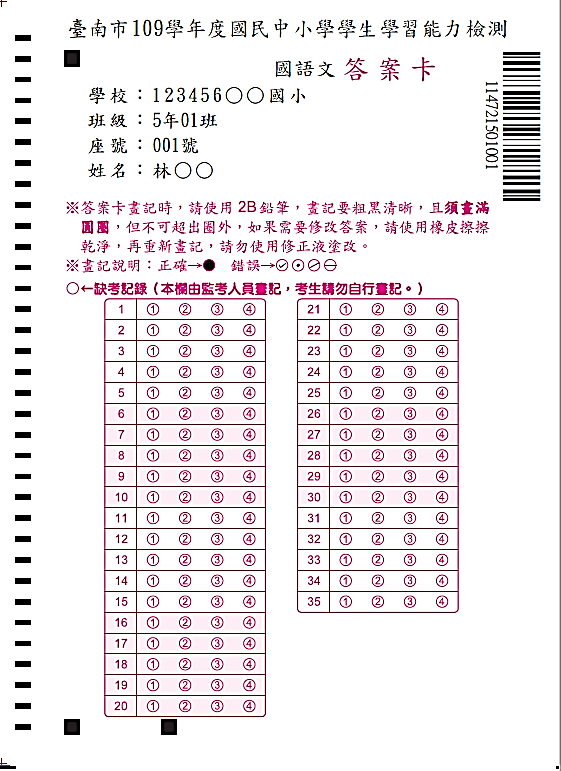 臺南市109學年度國民中小學學生學習能力檢測
國語文 答案卡
114721501001
學校：123456○○國小
班級：5年01班
座號：001號
姓名：林○○
※答案卡畫記時，請使用2B鉛筆，畫記要粗黑清晰，且須畫滿
圓圈，但不可超出圈外，如果需要修改答案，請使用橡皮擦擦
乾淨，再重新畫記，請勿使用修正液塗改。
※畫記說明：正確→● 錯誤→
○←缺考記錄（本欄由監考人員畫記，考生請勿自行畫記。）
1 ① ② ③ ④
2 ① ② ③ ④
3 ① ② ③ ④
4 ① ② ③ ④
5 ① ② ③ ④
6 ① ② ③ ④
7 ① ② ③ ④
8 ① ② ③ ④
9 ① ② ③ ④
10 ① ② ③ ④
11 ① ② ③ ④
12 ① ② ③ ④
13 ① ② ③ ④
14 ① ② ③ ④
15 ① ② ③ ④
16 ① ② ③ ④
17 ① ② ③ ④
18 ① ② ③ ④
19 ① ② ③ ④
20 ① ② ③ ④
21 ① ② ③ ④
22 ① ② ③ ④
23 ① ② ③ ④
24 ① ② ③ ④
25 ① ② ③ ④
26 ① ② ③ ④
27 ① ② ③ ④
28 ① ② ③ ④
29 ① ② ③ ④
30 ① ② ③ ④
31 ① ② ③ ④
32 ① ② ③ ④
33 ① ② ③ ④
34 ① ② ③ ④
35 ① ② ③ ④